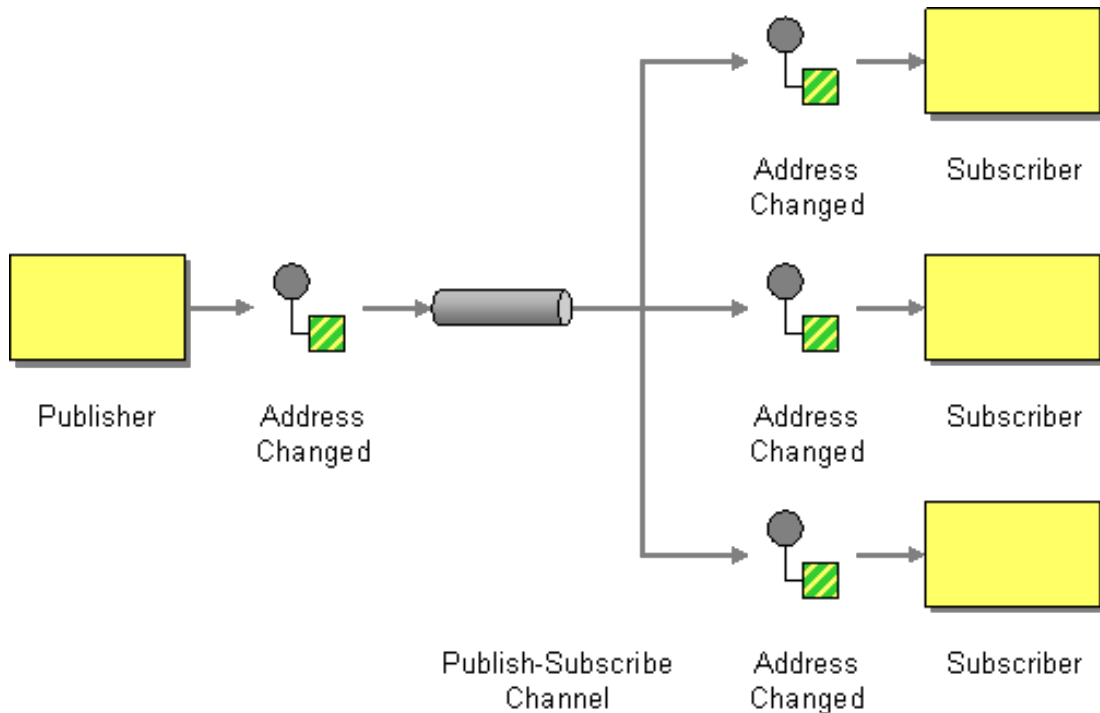 Address
Changed
Subscriber
Publisher
Address
Changed
Address
Changed
Subscriber
Publish-Subscribe
Channel
Address
Changed
Subscriber